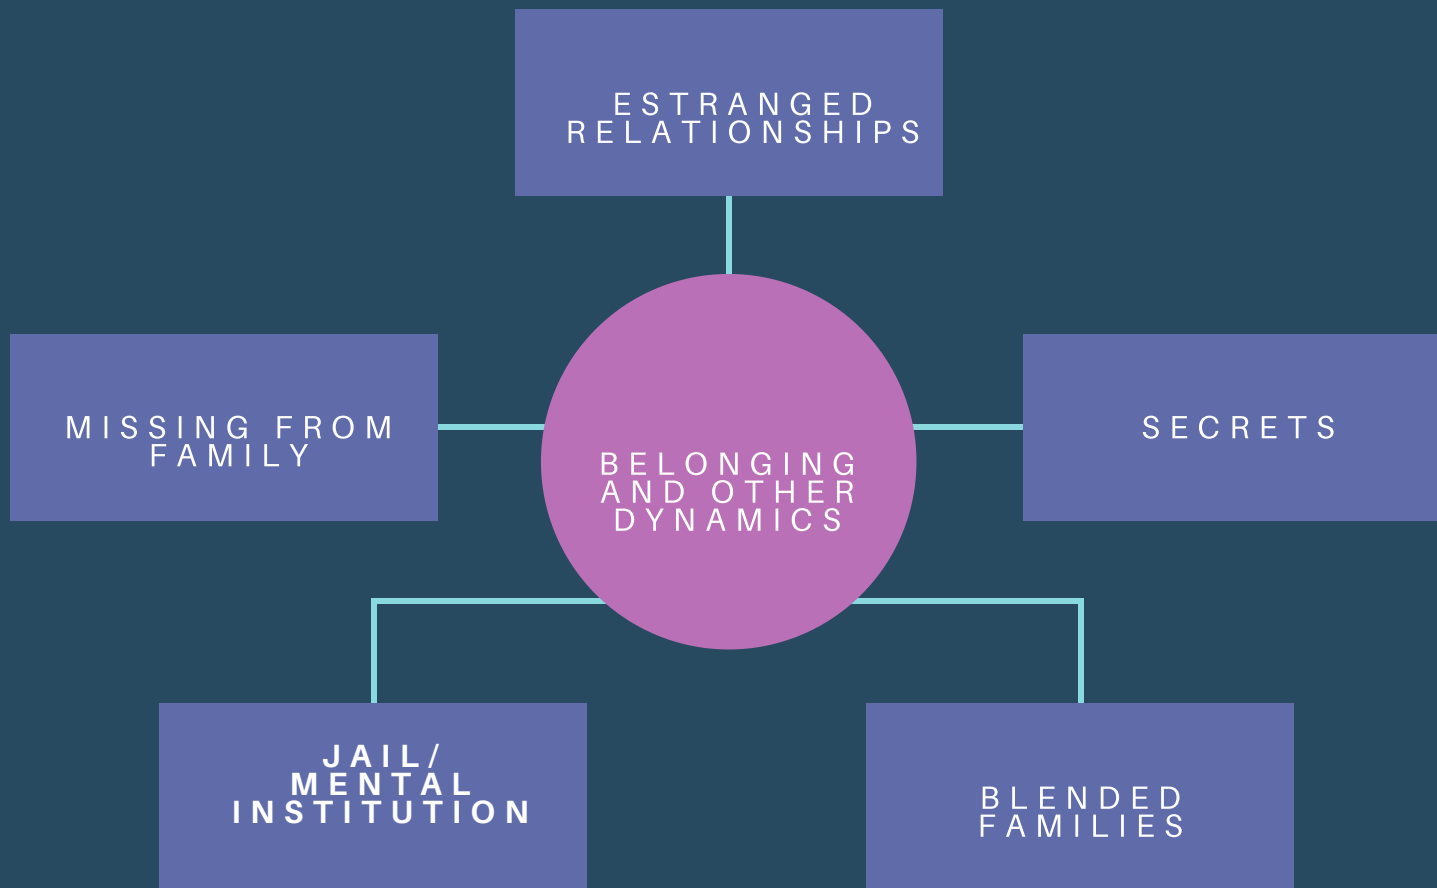 ESTRANGED
RELATIONSHIPS
MISSING FROM
FAMILY
BELONGING
AND OTHER
DYNAMICS
SECRETS
JAIL/
MENTAL
INSTITUTION
BLENDED
FAMILIES